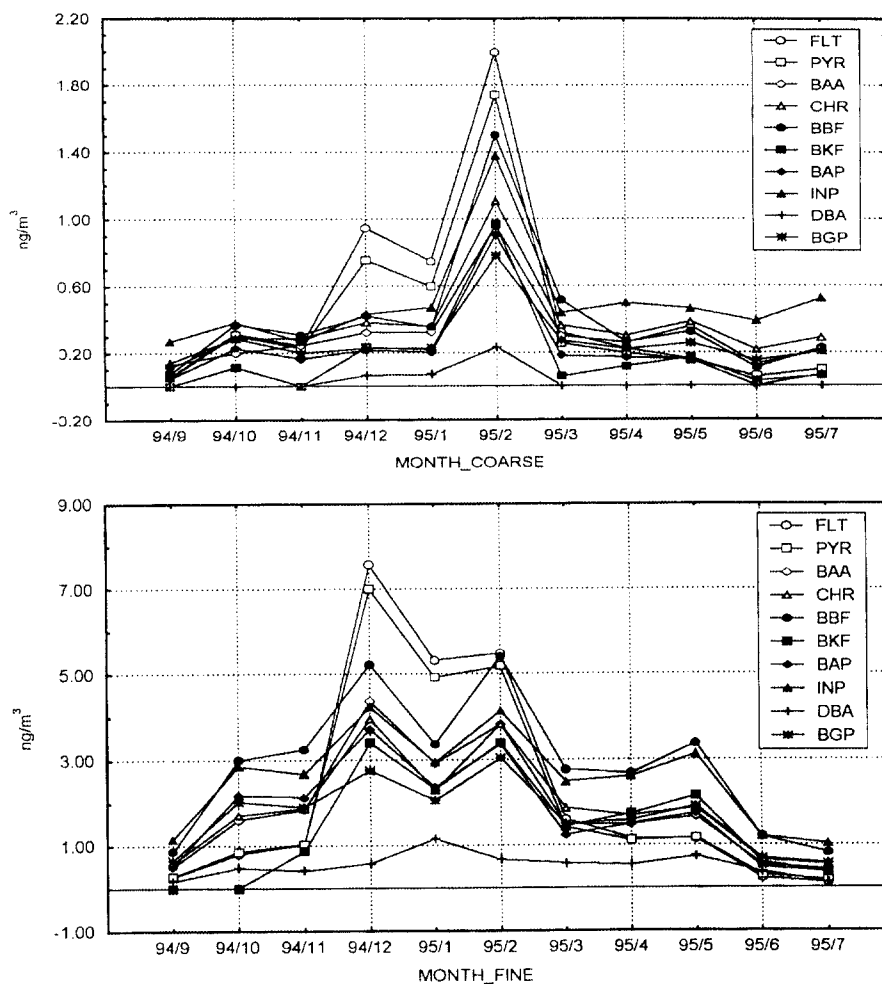 2.20
1.80
1.40
1.00
0.60
0.20
-0.20
ng/m³
FLT
PYR
BAA
CHR
BBF
BKF
BAP
INP
DBA
BGP
94/9 94/10 94/11 94/12 95/1 95/2 95/3 95/4 95/5 95/6 95/7
MONTH_COARSE
9.00
7.00
5.00
3.00
1.00
-1.00
ng/m³
FLT
PYR
BAA
CHR
BBF
BKF
BAP
INP
DBA
BGP
94/9 94/10 94/11 94/12 95/1 95/2 95/3 95/4 95/5 95/6 95/7
MONTH_FINE